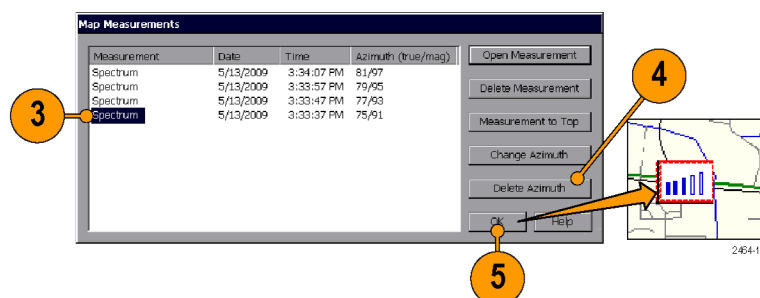 Map Measurements
Measurement Date Time Azimuth (true/mag)
Spectrum 5/13/2009 3:34:07 PM 81/97
Spectrum 5/13/2009 3:33:57 PM 79/95
Spectrum 5/13/2009 3:33:47 PM 77/93
Spectrum 5/13/2009 3:33:37 PM 75/91
Open Measurement
Delete Measurement
Measurement to Top
Change Azimuth
Delete Azimuth
OK Help
3
4
5
2464-1